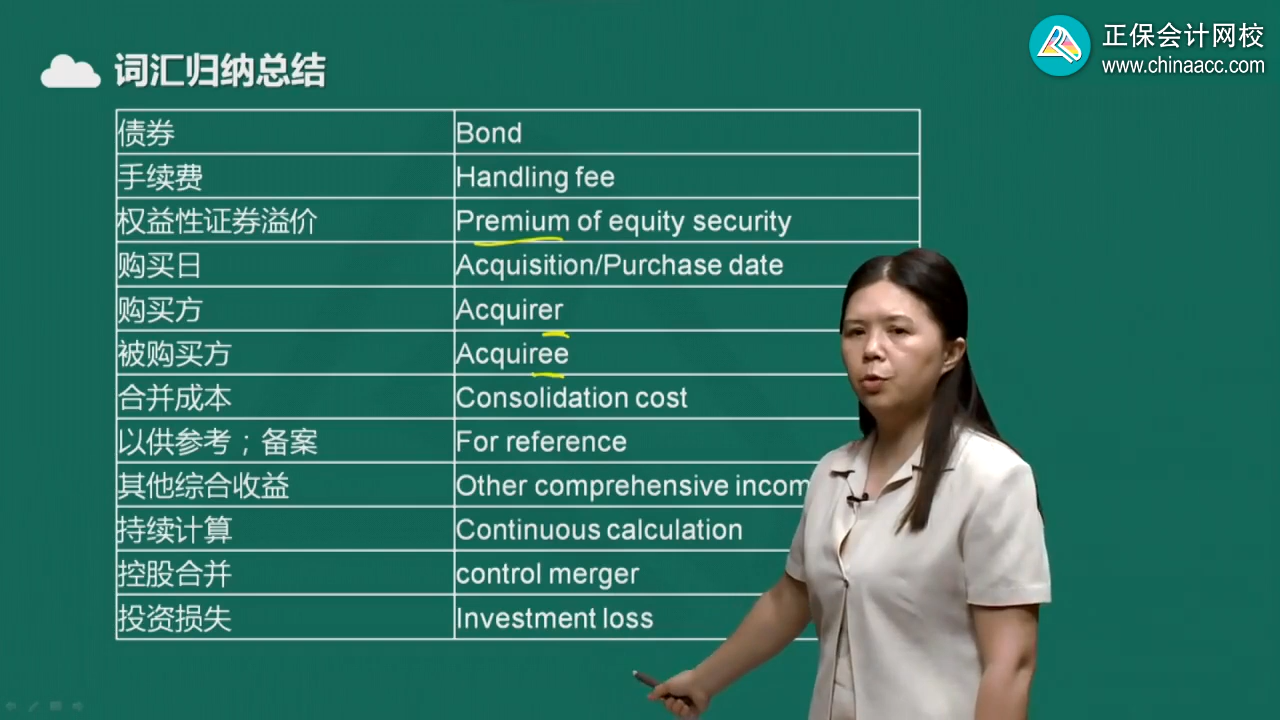 正保会计网校
www.chinaacc.com
词汇归纳总结
债券 Bond
手续费 Handling fee
权益性证券溢价 Premium of equity security
购买日 Acquisition/Purchase date
购买方 Acquirer
被购买方 Acquiree
合并成本 Consolidation cost
以供参考；备案 For reference
其他综合收益 Other comprehensive incom
持续计算 Continuous calculation
控股合并 control merger
投资损失 Investment loss